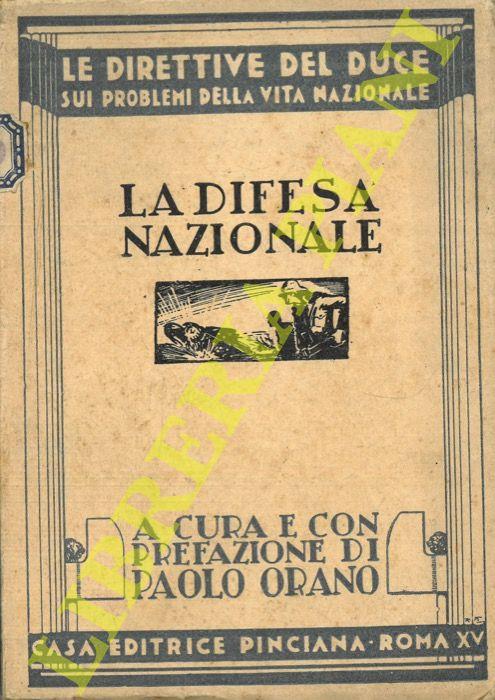 LE DIRETTIVE DEL DUCE
SUI PROBLEMI DELLA VITA NAZIONALE
LA DIFESA
NAZIONALE
A CURA E CON
PREFAZIONE DI
PAOLO ORANO
CASA EDITRICE PINCIANA · ROMA XV
LIBRERIA PIANI